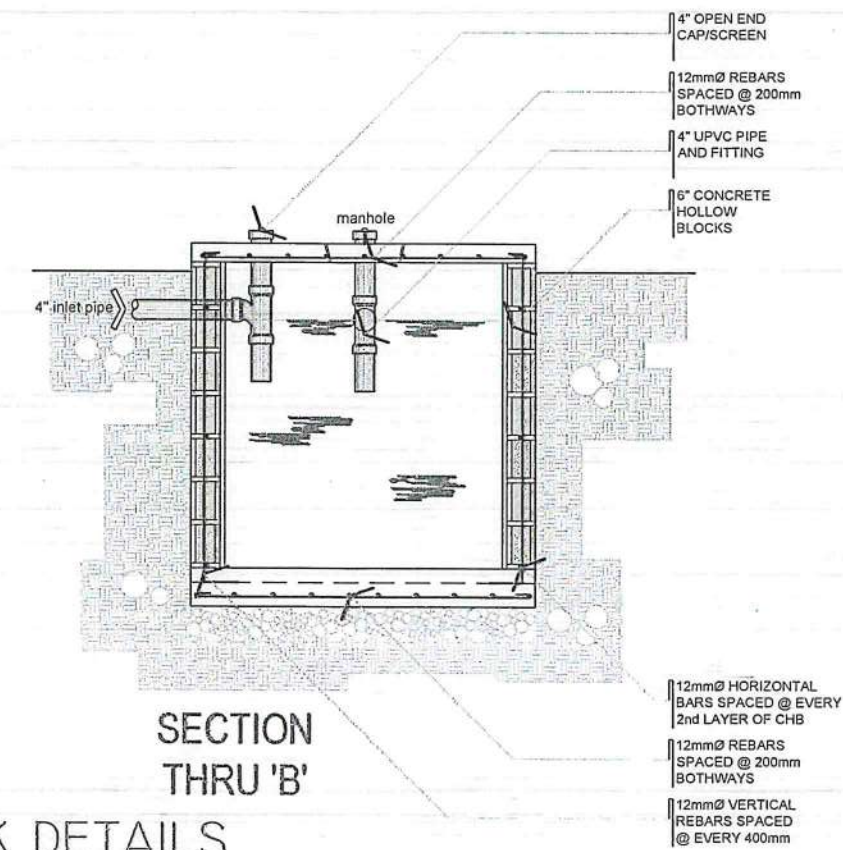 4" OPEN END
CAP/SCREEN
12mmØ REBARS
SPACED @ 200mm
BOTHWAYS
4" UPVC PIPE
AND FITTING
6" CONCRETE
HOLLOW
BLOCKS
manhole
4" inlet pipe
12mmØ HORIZONTAL
BARS SPACED @ EVERY
2nd LAYER OF CHB
12mmØ REBARS
SPACED @ 200mm
BOTHWAYS
12mmØ VERTICAL
REBARS SPACED
@ EVERY 400mm
SECTION
THRU 'B'
K DETAILS